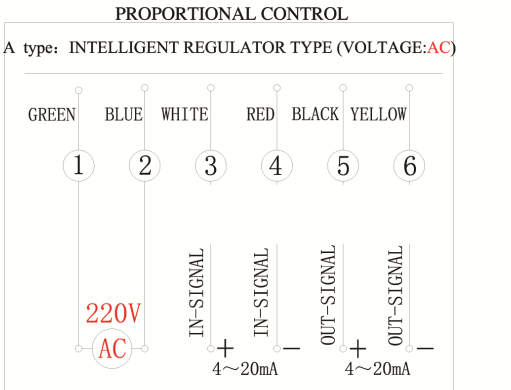 PROPORTIONAL CONTROL
A type: INTELLIGENT REGULATOR TYPE (VOLTAGE:AC)
GREEN BLUE WHITE RED BLACK YELLOW
1 2 3 4 5 6
IN-SIGNAL IN-SIGNAL OUT-SIGNAL OUT-SIGNAL
220V
AC + − + −
4~20mA 4~20mA